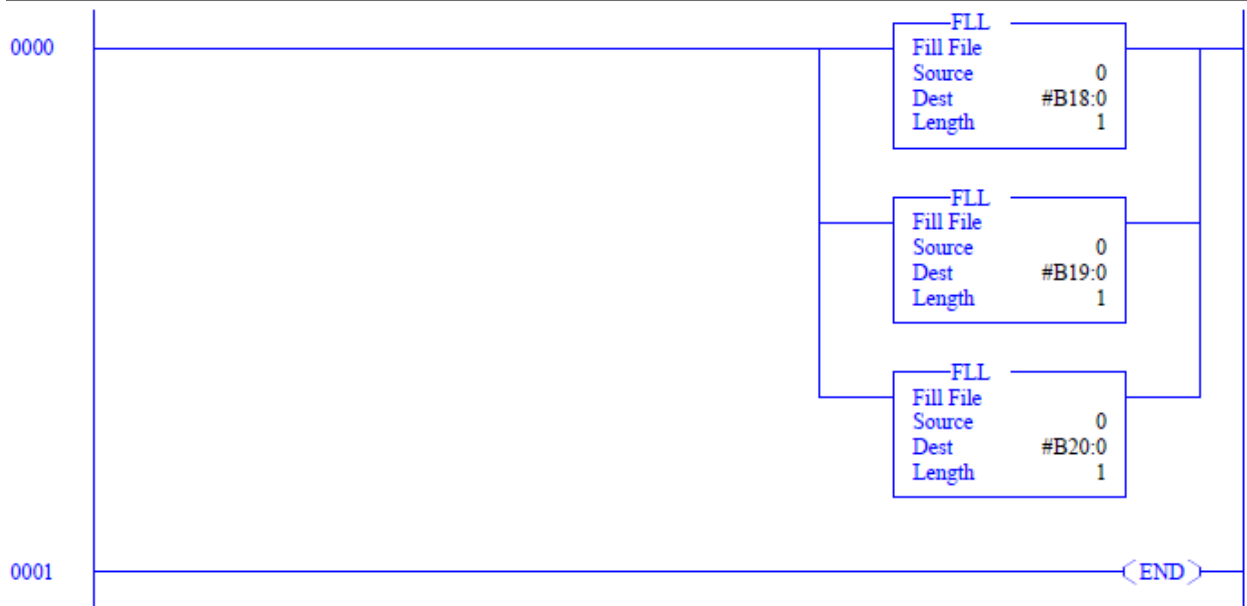 0000
FLL
Fill File
Source 0
Dest #B18:0
Length 1
FLL
Fill File
Source 0
Dest #B19:0
Length 1
FLL
Fill File
Source 0
Dest #B20:0
Length 1
0001
END